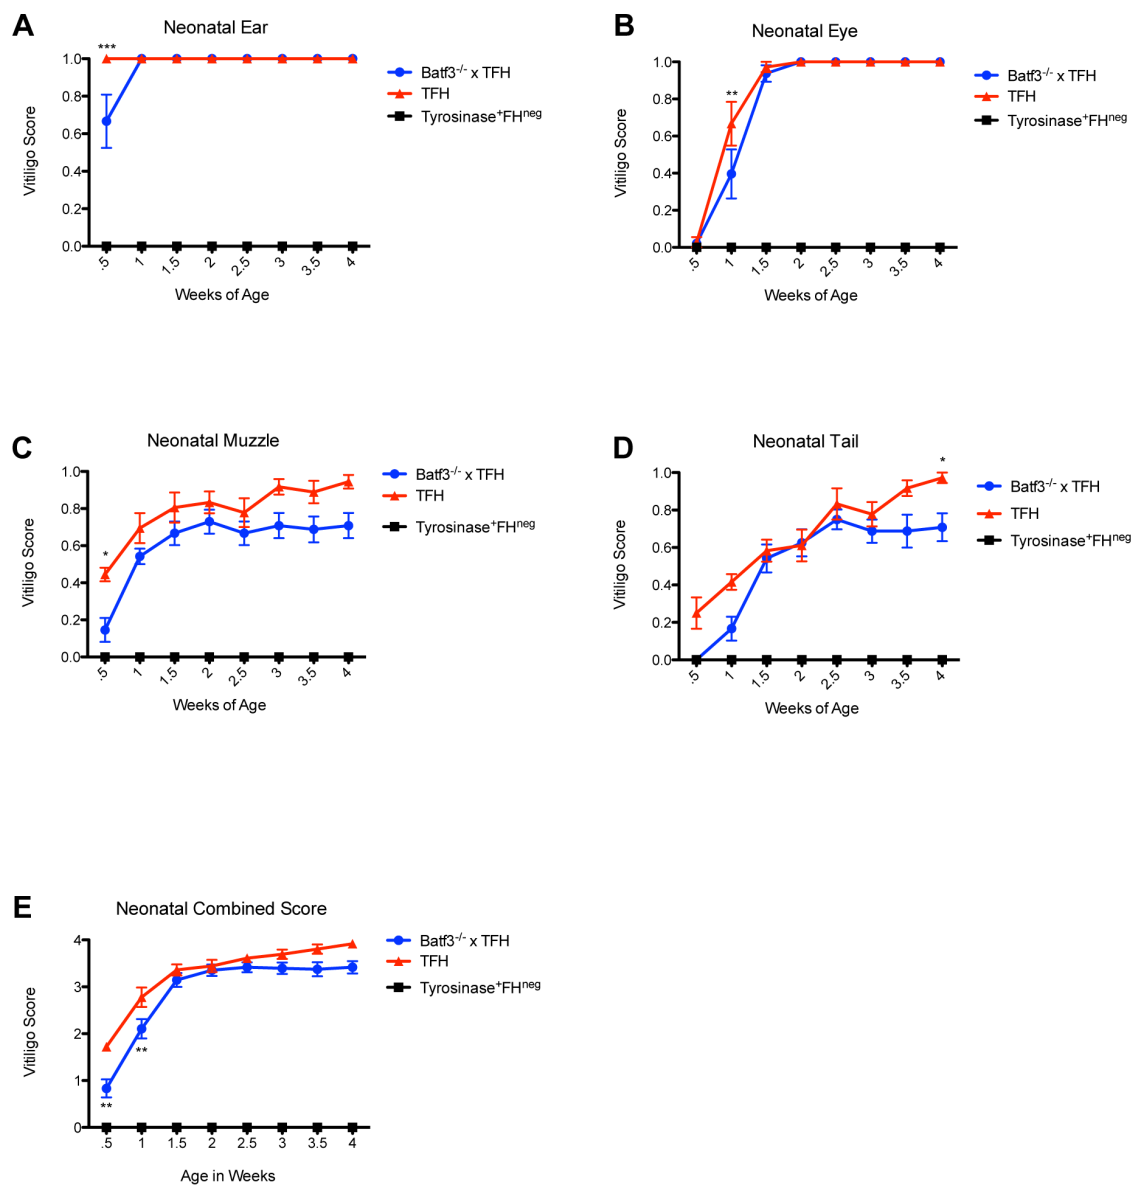 A
Neonatal Ear
***
1.0
0.8
0.6
0.4
0.2
0.0
Vitiligo Score
.5 1 1.5 2 2.5 3 3.5 4
Weeks of Age
Batf3-/- x TFH
TFH
Tyrosinase+FHneg
B
Neonatal Eye
**
1.0
0.8
0.6
0.4
0.2
0.0
Vitiligo Score
.5 1 1.5 2 2.5 3 3.5 4
Weeks of Age
Batf3-/- x TFH
TFH
Tyrosinase+FHneg
C
Neonatal Muzzle
*
1.0
0.8
0.6
0.4
0.2
0.0
Vitiligo Score
.5 1 1.5 2 2.5 3 3.5 4
Weeks of Age
Batf3-/- x TFH
TFH
Tyrosinase+FHneg
D
Neonatal Tail
*
1.0
0.8
0.6
0.4
0.2
0.0
Vitiligo Score
.5 1 1.5 2 2.5 3 3.5 4
Weeks of Age
Batf3-/- x TFH
TFH
Tyrosinase+FHneg
E
Neonatal Combined Score
4
3
2
1
0
Vitiligo Score
**
**
.5 1 1.5 2 2.5 3 3.5 4
Age in Weeks
Batf3-/- x TFH
TFH
Tyrosinase+FHneg